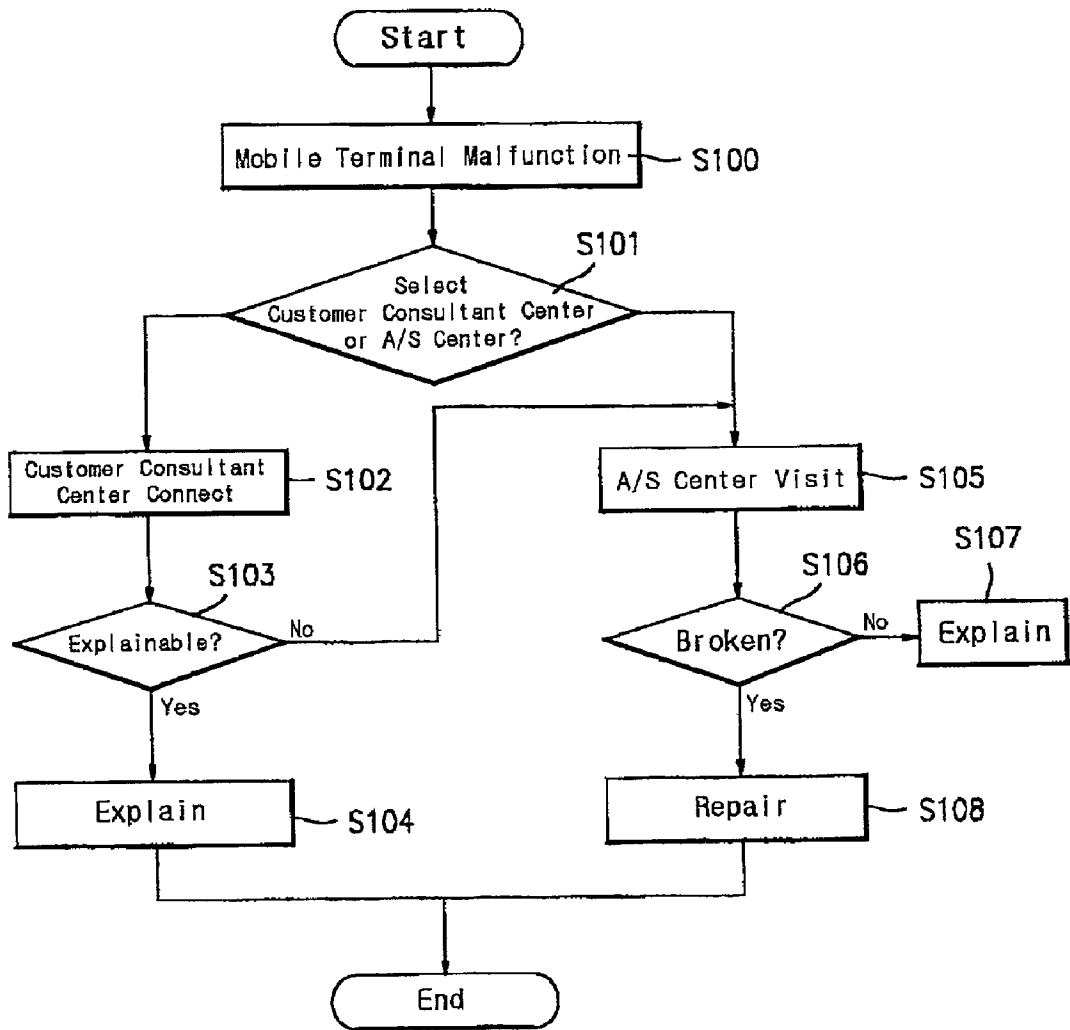 Start
Mobile Terminal Malfunction
S100
S101
Select
Customer Consultant Center
or A/S Center?
Customer Consultant
Center Connect
S102
A/S Center Visit
S105
S103
Explainable?
No
Yes
S106
Broken?
No
Yes
S107
Explain
Explain
S104
Repair
S108
End